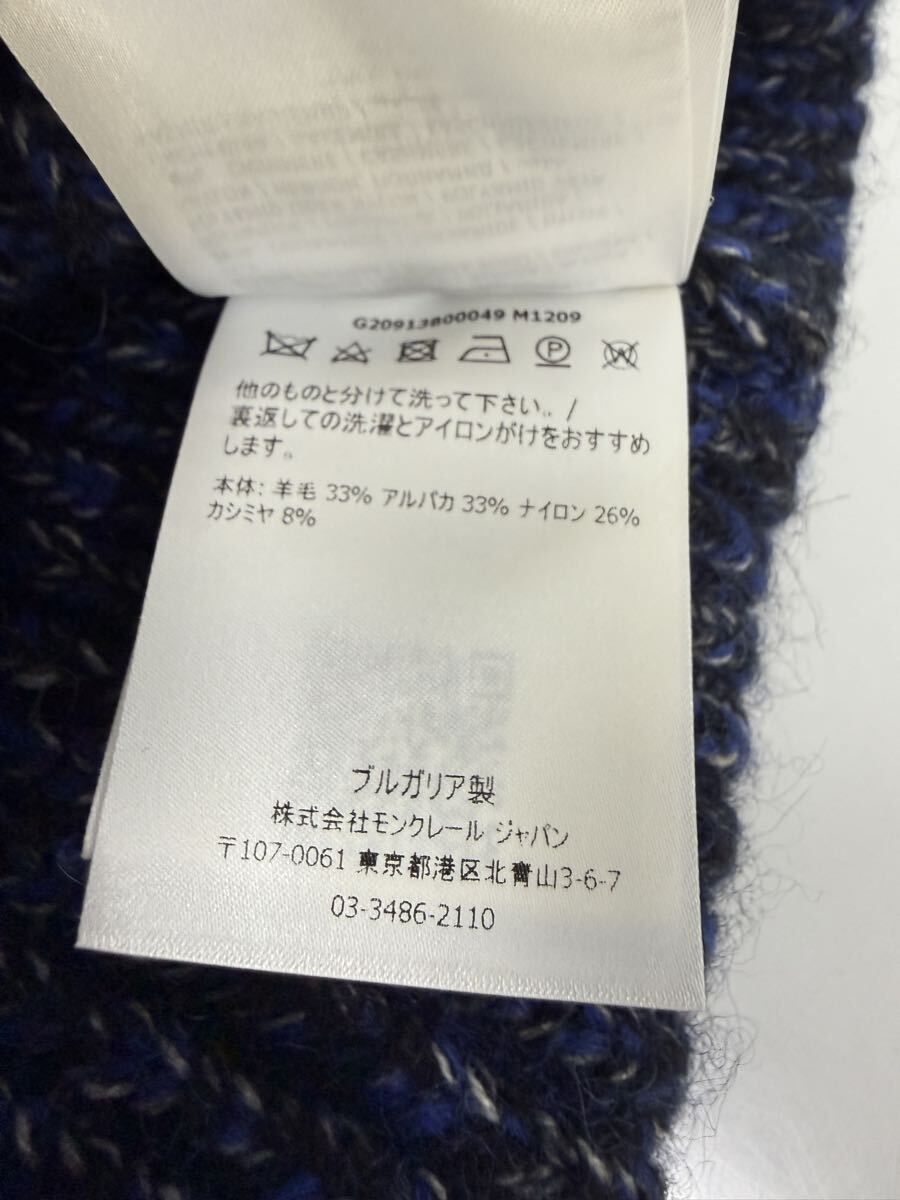 G20913800049 M1209
P
W
他のものと分けて洗って下さい。/
裏返しての洗濯とアイロンがけをおすすめ
します。
本体: 羊毛 33% アルパカ 33% ナイロン 26%
カシミヤ 8%
ブルガリア製
株式会社モンクレール ジャパン
〒107-0061 東京都港区北青山3-6-7
03-3486-2110